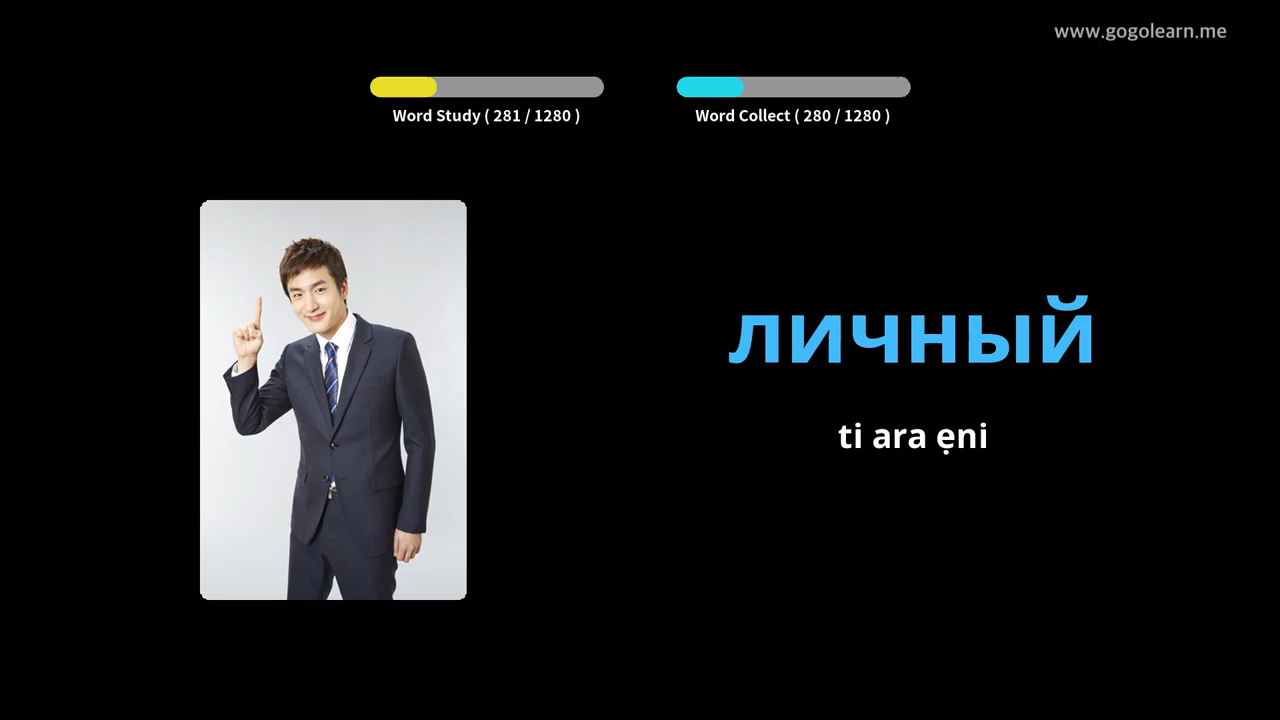 www.gogolearn.me
Word Study ( 281 / 1280 )
Word Collect ( 280 / 1280 )
личный
ti ara ẹni